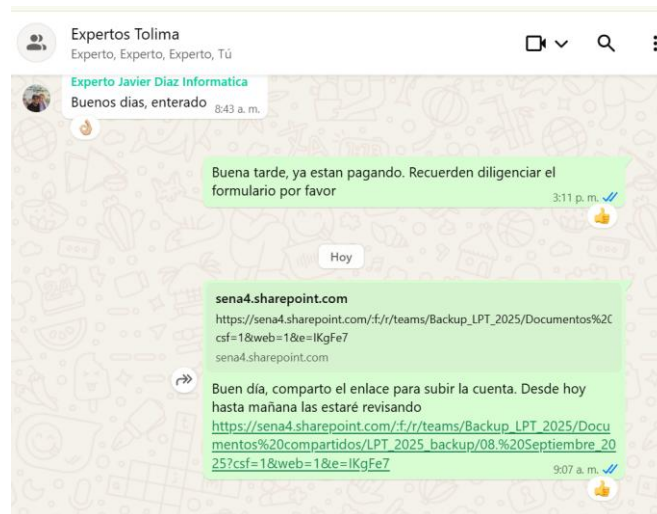 Expertos Tolima
Experto, Experto, Experto, Tú
Experto Javier Diaz Informatica
Buenos dias, enterado 8:43 a. m.
Buena tarde, ya estan pagando. Recuerden diligenciar el
formulario por favor
3:11 p. m.
Hoy
sena4.sharepoint.com
https://sena4.sharepoint.com/:f:/r/teams/Backup_LPT_2025/Documentos%20c
csf=1&web=1&e=IKgFe7
sena4.sharepoint.com
Buen día, comparto el enlace para subir la cuenta. Desde hoy
hasta mañana las estaré revisando
https://sena4.sharepoint.com/:f:/r/teams/Backup_LPT_2025/Docu
mentos%20compartidos/LPT_2025_backup/08.%20Septiembre_20
25?csf=1&web=1&e=IKgFe7
9:07 a. m.